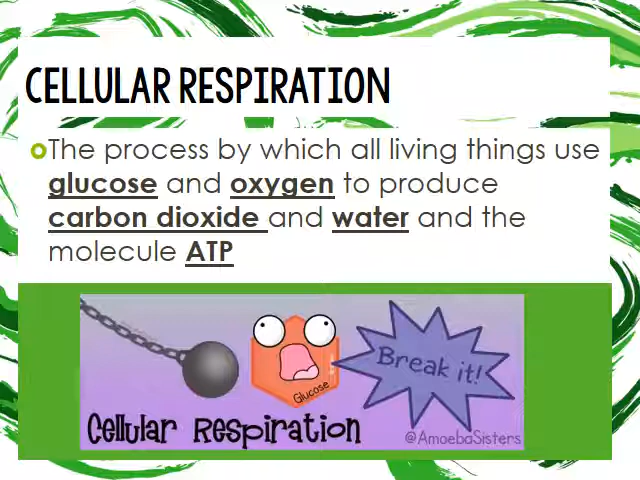 CELLULAR RESPIRATION
The process by which all living things use
glucose and oxygen to produce
carbon dioxide and water and the
molecule ATP
Break it!
Glucose
Cellular Respiration
@AmoebaSisters